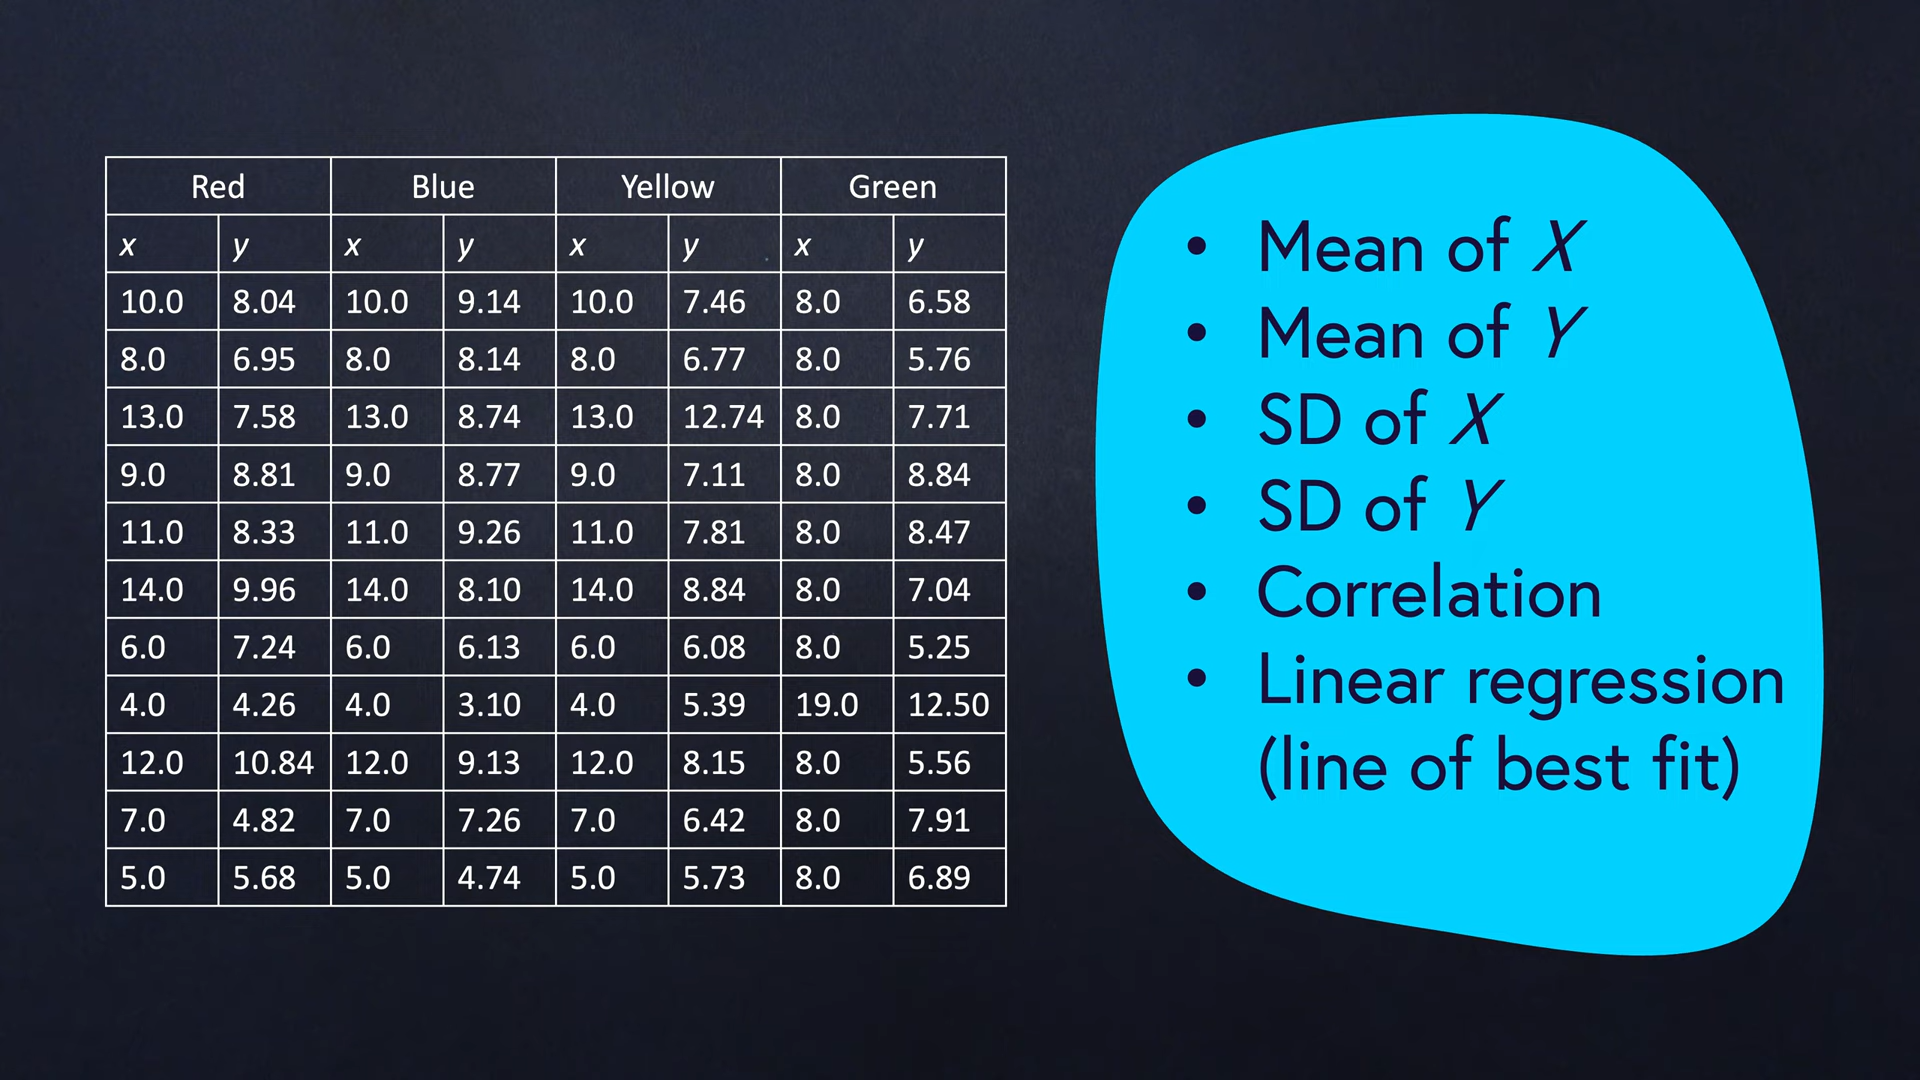 Red Blue Yellow Green
x y x y x y x y
10.0 8.04 10.0 9.14 10.0 7.46 8.0 6.58
8.0 6.95 8.0 8.14 8.0 6.77 8.0 5.76
13.0 7.58 13.0 8.74 13.0 12.74 8.0 7.71
9.0 8.81 9.0 8.77 9.0 7.11 8.0 8.84
11.0 8.33 11.0 9.26 11.0 7.81 8.0 8.47
14.0 9.96 14.0 8.10 14.0 8.84 8.0 7.04
6.0 7.24 6.0 6.13 6.0 6.08 8.0 5.25
4.0 4.26 4.0 3.10 4.0 5.39 19.0 12.50
12.0 10.84 12.0 9.13 12.0 8.15 8.0 5.56
7.0 4.82 7.0 7.26 7.0 6.42 8.0 7.91
5.0 5.68 5.0 4.74 5.0 5.73 8.0 6.89
• Mean of X
• Mean of Y
• SD of X
• SD of Y
• Correlation
• Linear regression
(line of best fit)